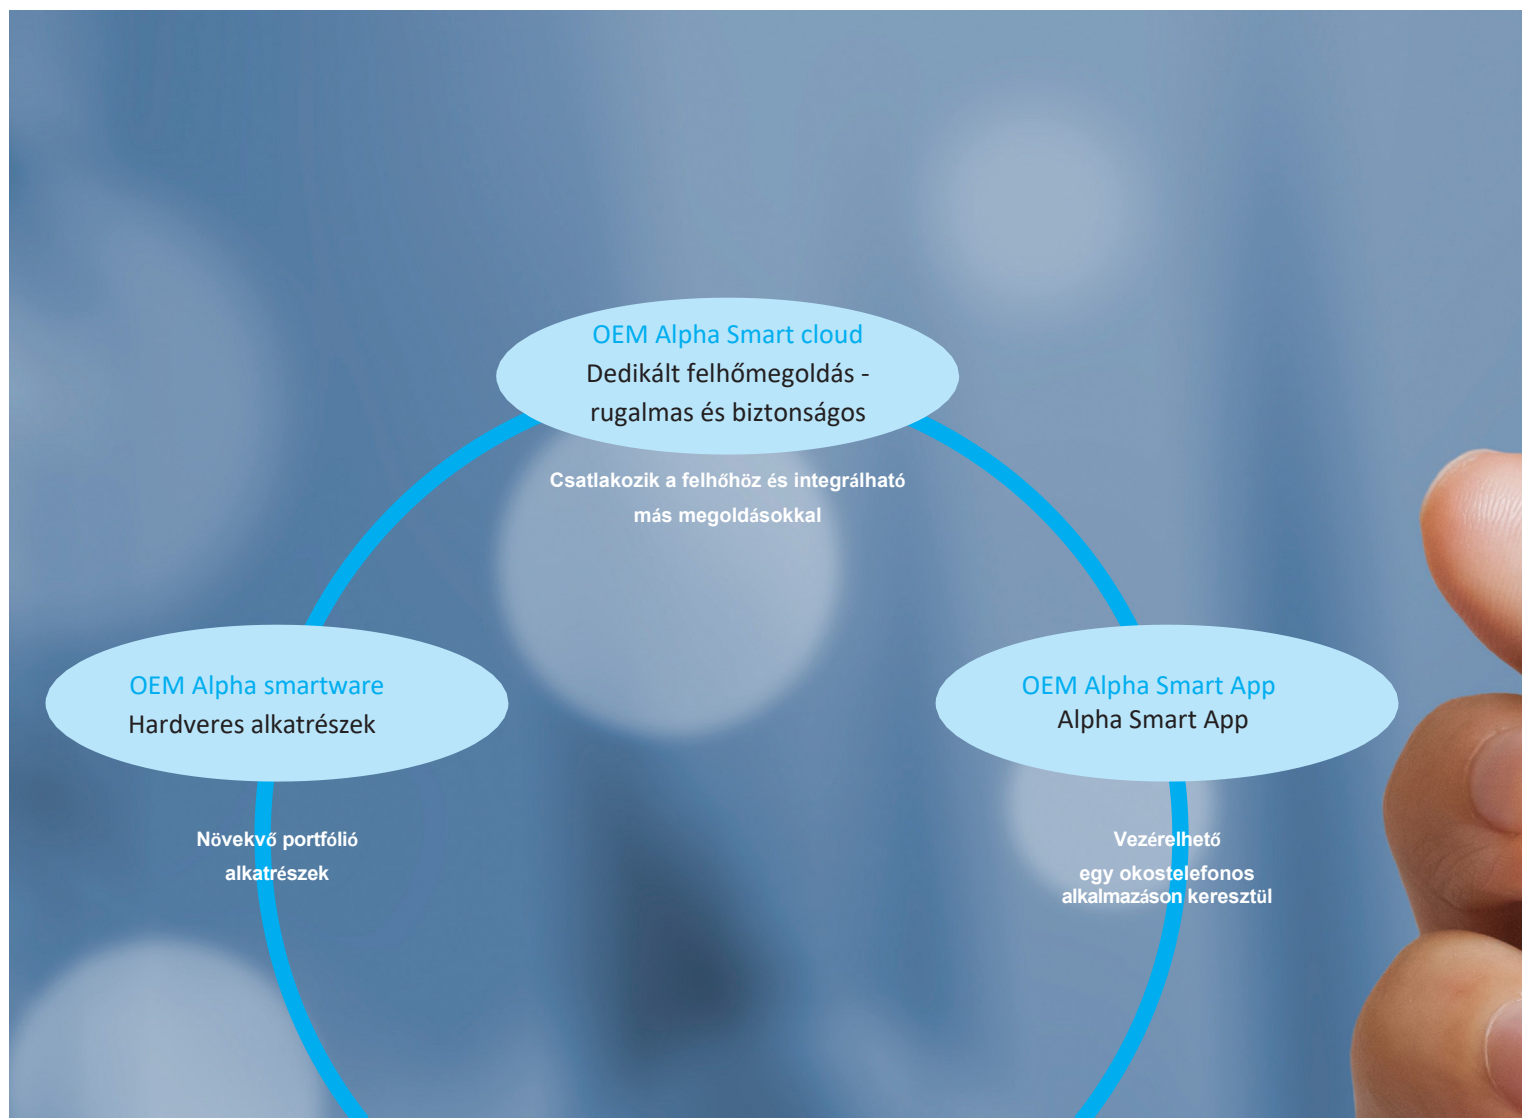 OEM Alpha Smart cloud
Dedikált felhőmegoldás -
rugalmas és biztonságos
Csatlakozik a felhőhöz és integrálható
más megoldásokkal
OEM Alpha smartware
Hardveres alkatrészek
OEM Alpha Smart App
Alpha Smart App
Növekvő portfólió
alkatrészek
Vezérelhető
egy okostelefonos
alkalmazáson keresztül